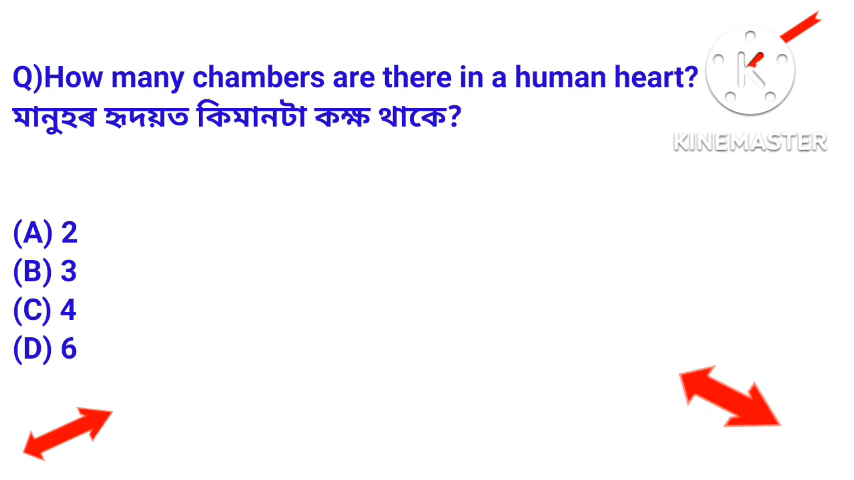 Q)How many chambers are there in a human heart?
মানুহৰ হৃদয়ত কিমানটা কক্ষ থাকে?
KINEMASTER
(A) 2
(B) 3
(C) 4
(D) 6